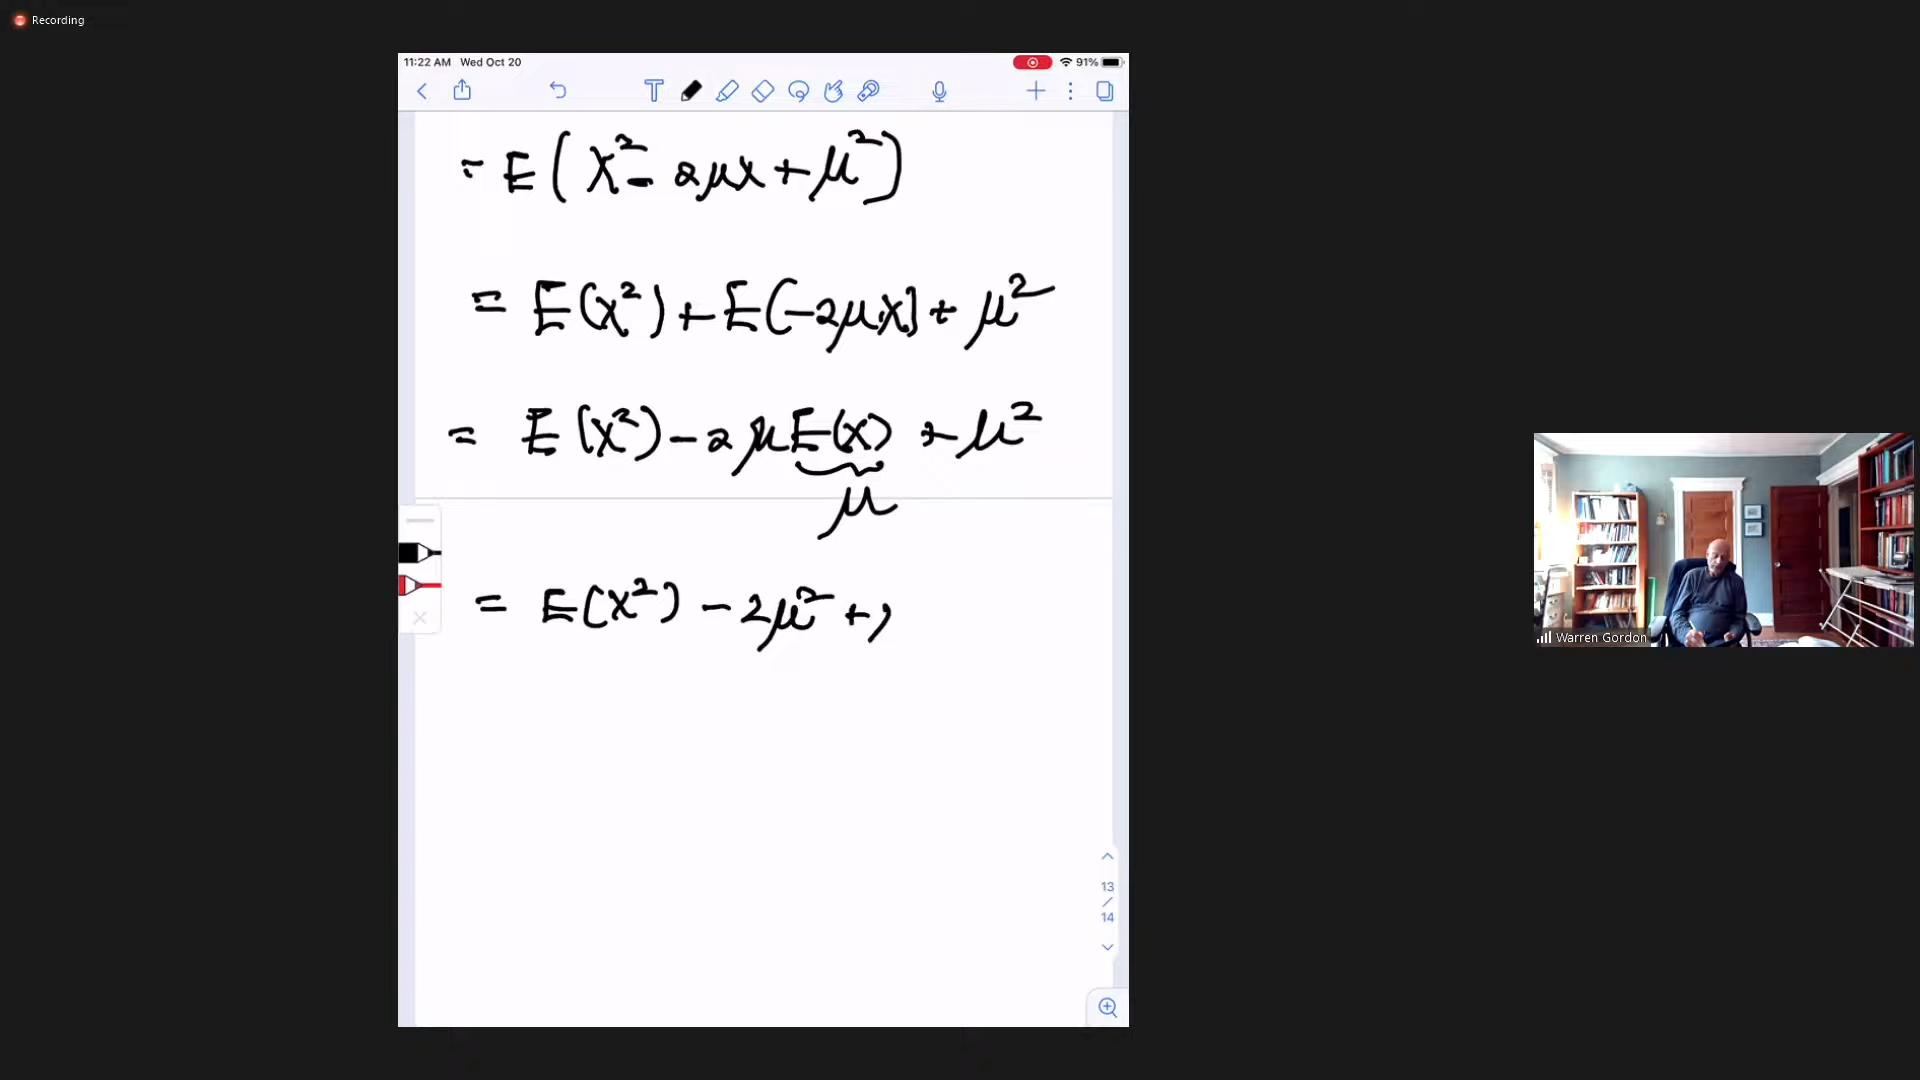 Recording
11:22 AM Wed Oct 20
91%
T
= E(X² - 2μX + μ²)
= E(X²) + E(-2μX) + μ²
= E(X²) - 2μE(X) + μ²
μ
= E(X²) - 2μ² +
13
/
14
Warren Gordon